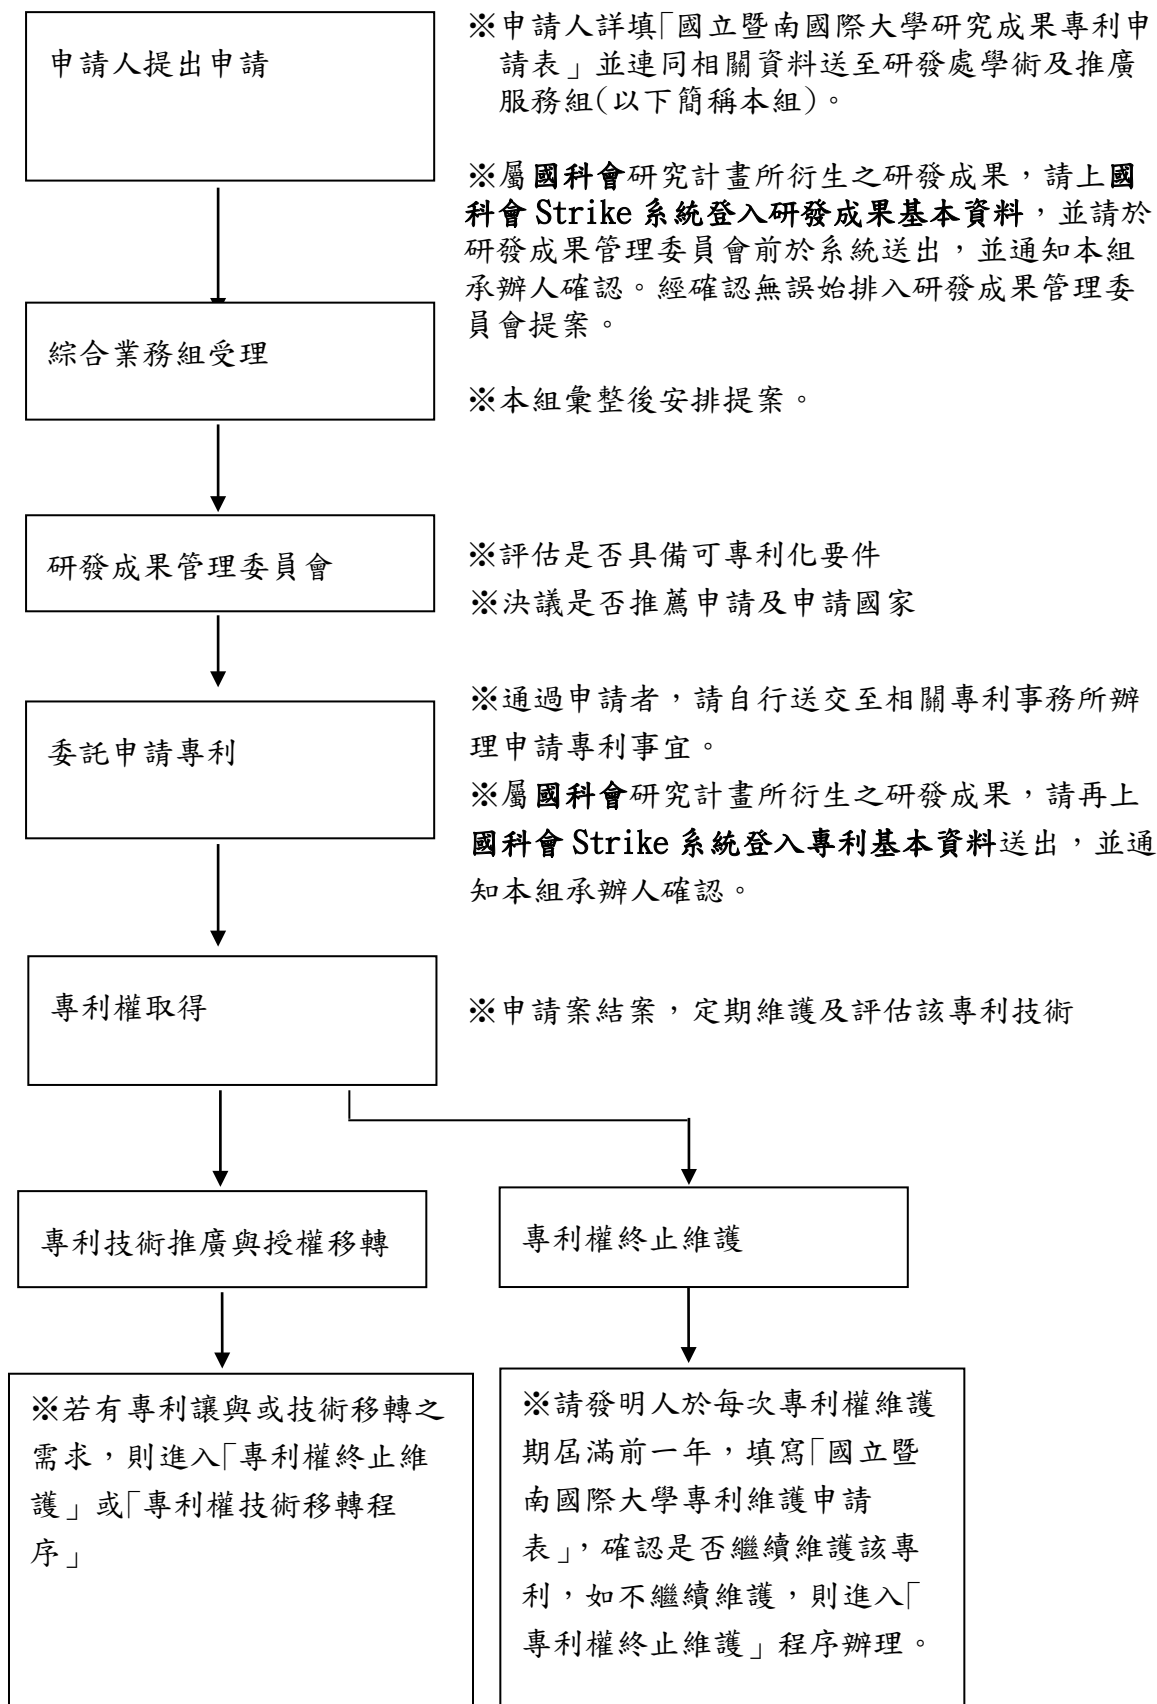 申請人提出申請
※申請人詳填「國立暨南國際大學研究成果專利申
請表」並連同相關資料送至研發處學術及推廣
服務組(以下簡稱本組)。
※屬國科會研究計畫所衍生之研發成果，請上國
科會 Strike 系統登入研發成果基本資料，並請於
研發成果管理委員會前於系統送出，並通知本組
承辦人確認。經確認無誤始排入研發成果管理委
員會提案。
綜合業務組受理
※本組彙整後安排提案。
研發成果管理委員會
※評估是否具備可專利化要件
※決議是否推薦申請及申請國家
委託申請專利
※通過申請者，請自行送交至相關專利事務所辦
理申請專利事宜。
※屬國科會研究計畫所衍生之研發成果，請再上
國科會 Strike 系統登入專利基本資料送出，並通
知本組承辦人確認。
專利權取得
※申請案結案，定期維護及評估該專利技術
專利技術推廣與授權移轉
專利權終止維護
※若有專利讓與或技術移轉之
需求，則進入「專利權終止維
護」或「專利權技術移轉程
序」
※請發明人於每次專利權維護
期屆滿前一年，填寫「國立暨
南國際大學專利維護申請
表」，確認是否繼續維護該專
利，如不繼續維護，則進入「
專利權終止維護」程序辦理。